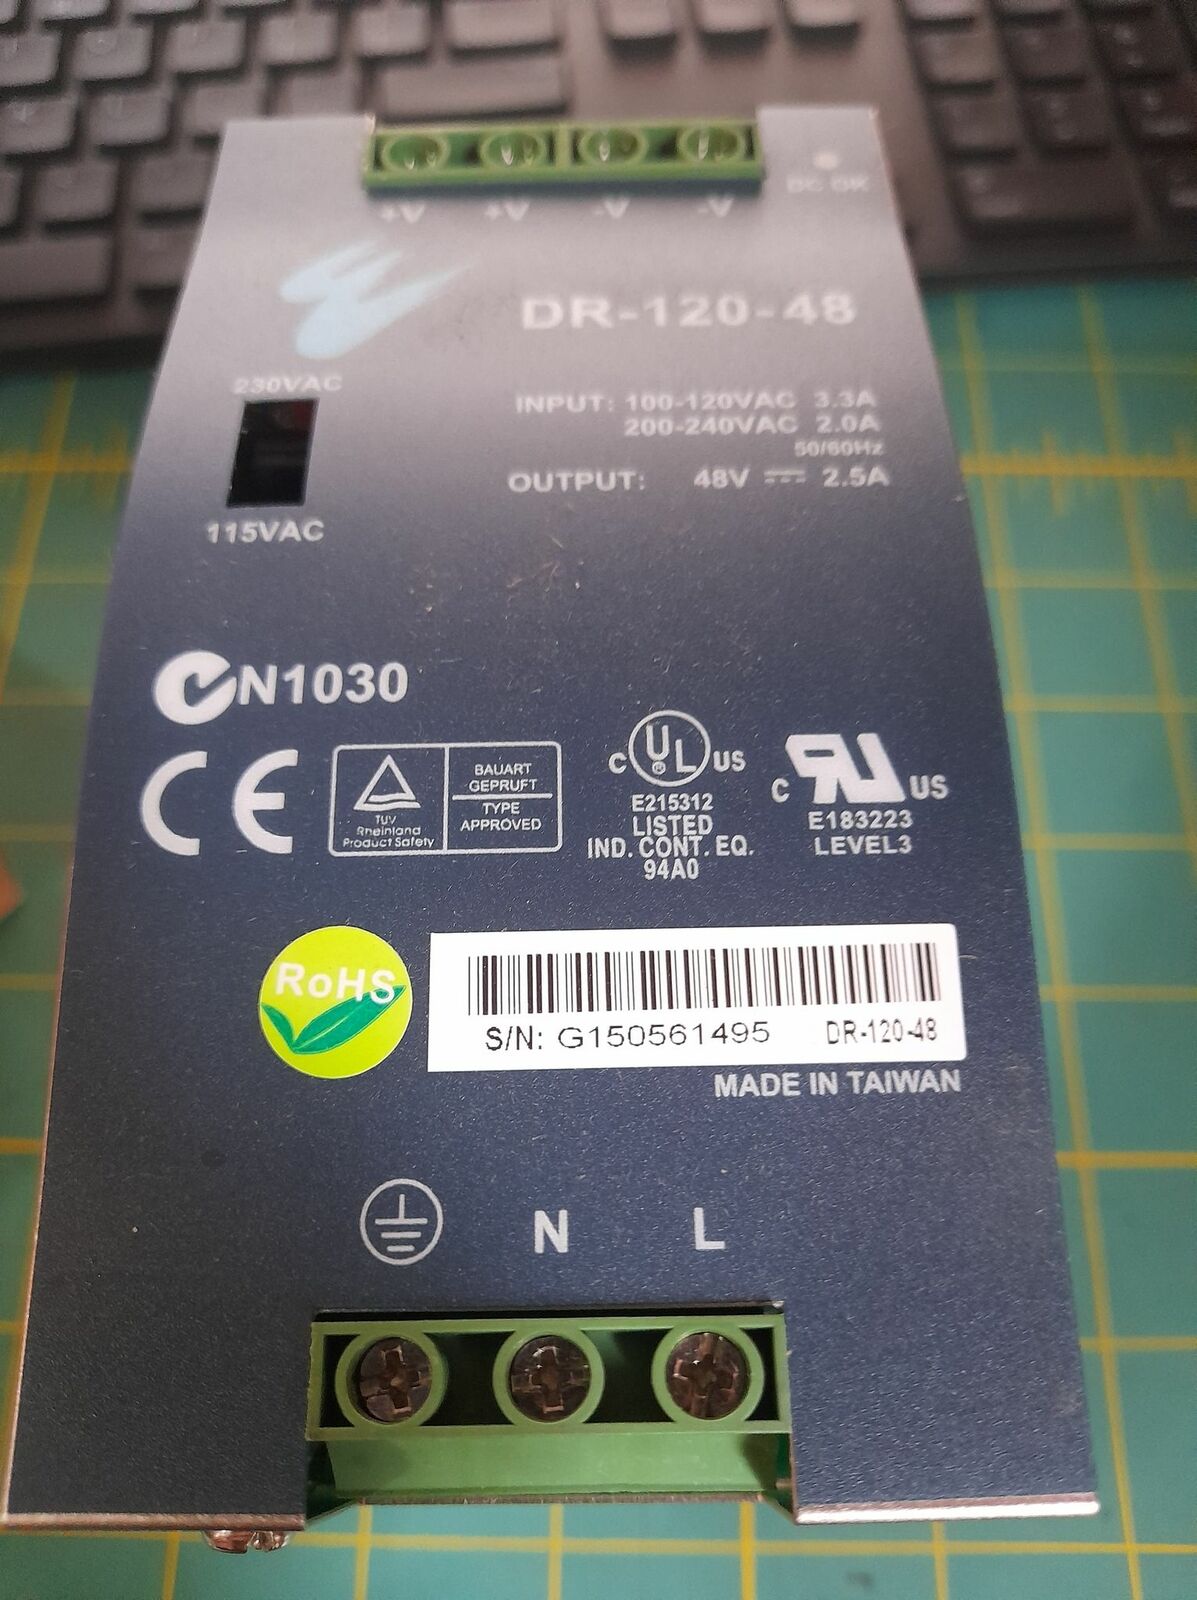 +V +V -V -V
DC OK
DR-120-48
230VAC
INPUT: 100-120VAC 3.3A
200-240VAC 2.0A
50/60Hz
OUTPUT: 48V 2.5A
115VAC
N1030
CE
TUV
Rheinland
Product Safety
BAUART
GEPRUFT
TYPE
APPROVED
C UL US
®
E215312
LISTED
IND. CONT. EQ.
94A0
C RU US
E183223
LEVEL3
RoHS
S/N: G150561495 DR-120-48
MADE IN TAIWAN
N L